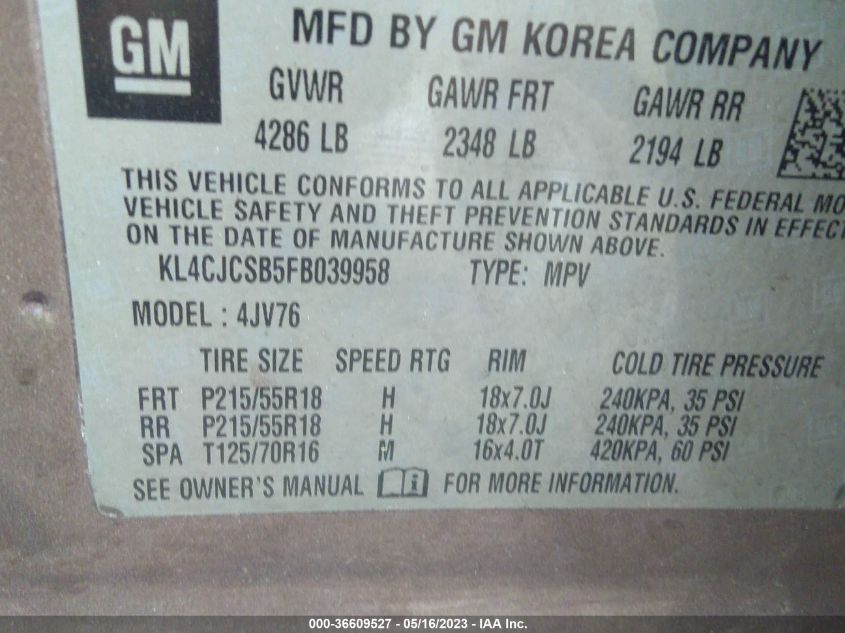 GM
MFD BY GM KOREA COMPANY
GVWR GAWR FRT GAWR RR
4286 LB 2348 LB 2194 LB
THIS VEHICLE CONFORMS TO ALL APPLICABLE U.S. FEDERAL MO
VEHICLE SAFETY AND THEFT PREVENTION STANDARDS IN EFFECT
ON THE DATE OF MANUFACTURE SHOWN ABOVE.
KL4CJCSB5FB039958 TYPE: MPV
MODEL : 4JV76
TIRE SIZE SPEED RTG RIM COLD TIRE PRESSURE
FRT P215/55R18 H 18x7.0J 240KPA, 35 PSI
RR P215/55R18 H 18x7.0J 240KPA, 35 PSI
SPA T125/70R16 M 16x4.0T 420KPA, 60 PSI
SEE OWNER'S MANUAL i FOR MORE INFORMATION.
000-36609527 - 05/16/2023 - IAA Inc.